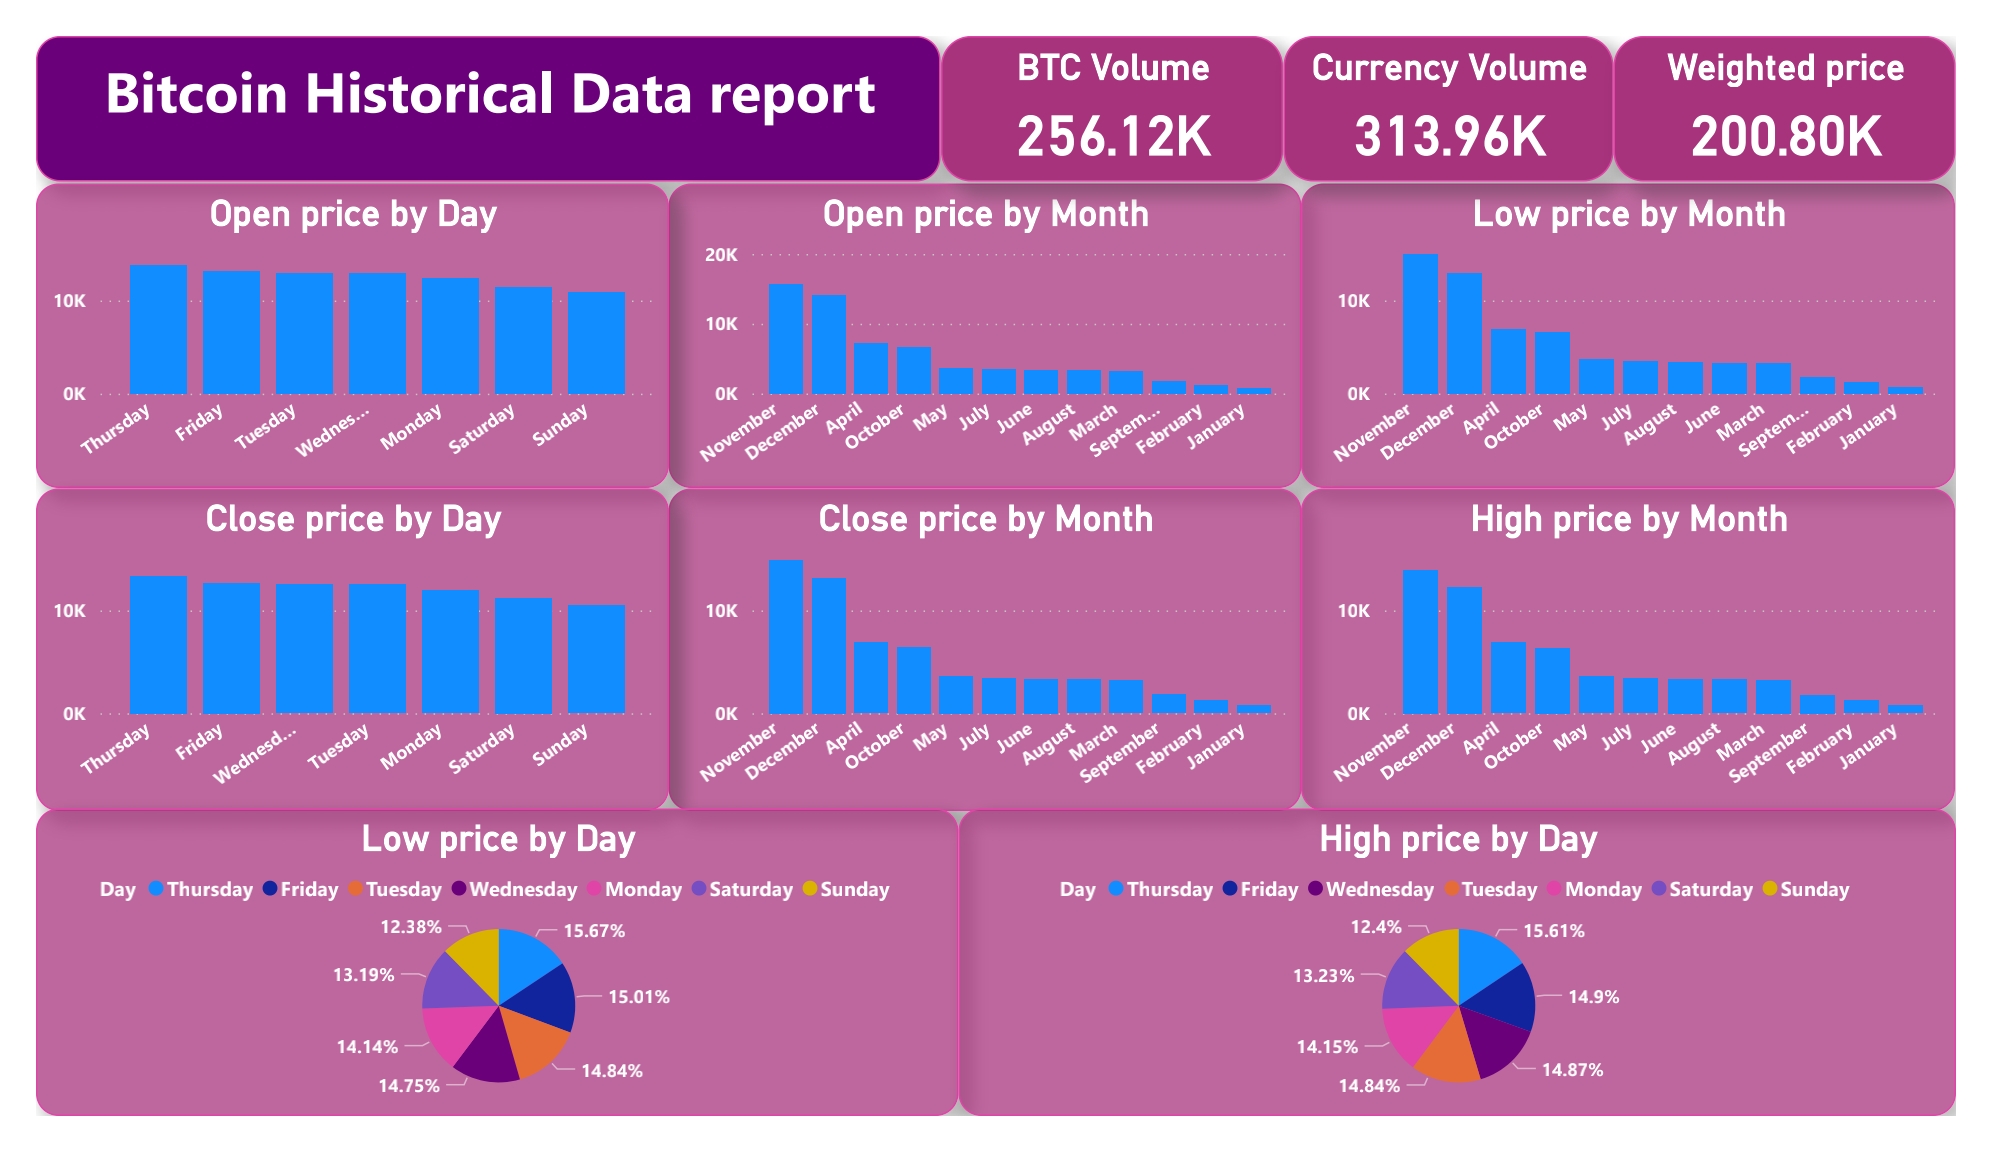 Bitcoin Historical Data report
BTC Volume
256.12K
Currency Volume
313.96K
Weighted price
200.80K
Open price by Day
10K
0K
Thursday
Friday
Tuesday
Wednes...
Monday
Saturday
Sunday
Open price by Month
20K
10K
0K
November
December
April
October
May
July
June
August
March
Septem...
February
January
Low price by Month
10K
0K
November
December
April
October
May
July
August
June
March
Septem...
February
January
Close price by Day
10K
0K
Thursday
Friday
Wednesd...
Tuesday
Monday
Saturday
Sunday
Close price by Month
10K
0K
November
December
April
October
May
July
June
August
March
September
February
January
High price by Month
10K
0K
November
December
April
October
May
July
June
August
March
September
February
January
Low price by Day
Day Thursday Friday Tuesday Wednesday Monday Saturday Sunday
12.38%
15.67%
13.19%
15.01%
14.14%
14.84%
14.75%
High price by Day
Day Thursday Friday Wednesday Tuesday Monday Saturday Sunday
12.4%
15.61%
13.23%
14.9%
14.15%
14.87%
14.84%